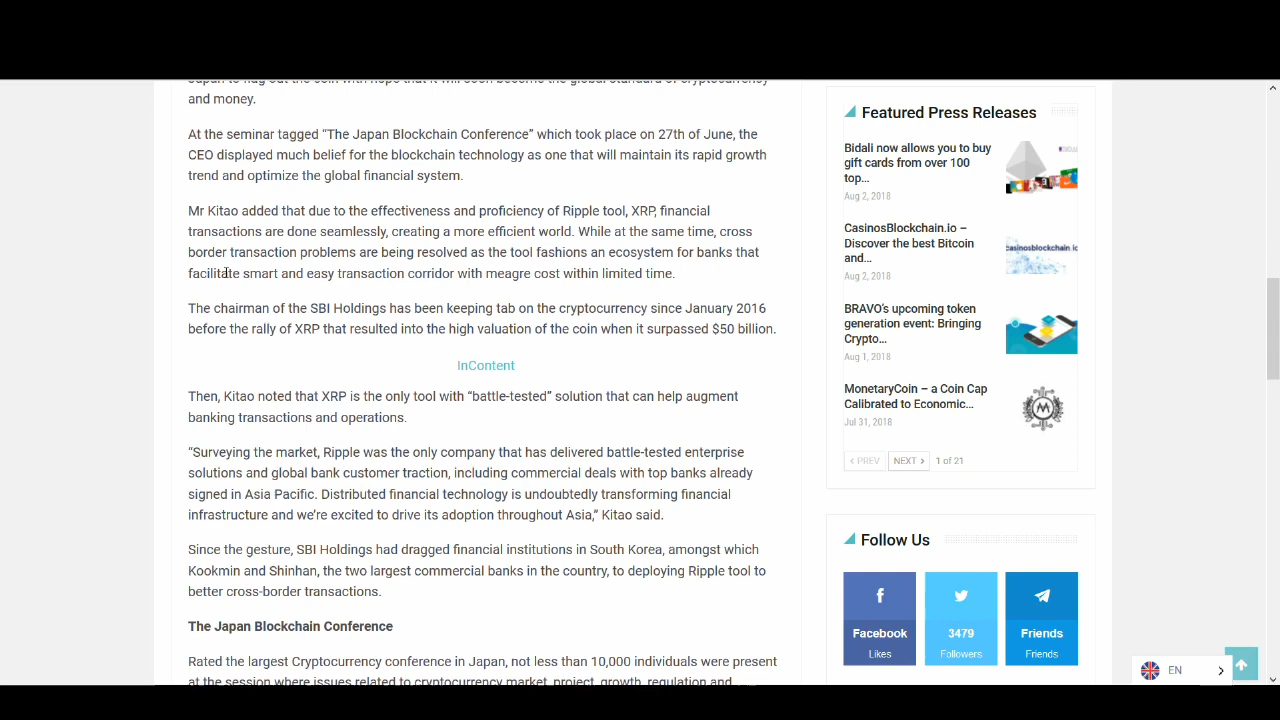 Japan to flag out the coin with hope that it will soon become the global standard of cryptocurrency
and money.
At the seminar tagged “The Japan Blockchain Conference” which took place on 27th of June, the
CEO displayed much belief for the blockchain technology as one that will maintain its rapid growth
trend and optimize the global financial system.
Mr Kitao added that due to the effectiveness and proficiency of Ripple tool, XRP, financial
transactions are done seamlessly, creating a more efficient world. While at the same time, cross
border transaction problems are being resolved as the tool fashions an ecosystem for banks that
facilitate smart and easy transaction corridor with meagre cost within limited time.
The chairman of the SBI Holdings has been keeping tab on the cryptocurrency since January 2016
before the rally of XRP that resulted into the high valuation of the coin when it surpassed $50 billion.
InContent
Then, Kitao noted that XRP is the only tool with “battle-tested” solution that can help augment
banking transactions and operations.
“Surveying the market, Ripple was the only company that has delivered battle-tested enterprise
solutions and global bank customer traction, including commercial deals with top banks already
signed in Asia Pacific. Distributed financial technology is undoubtedly transforming financial
infrastructure and we’re excited to drive its adoption throughout Asia,” Kitao said.
Since the gesture, SBI Holdings had dragged financial institutions in South Korea, amongst which
Kookmin and Shinhan, the two largest commercial banks in the country, to deploying Ripple tool to
better cross-border transactions.
The Japan Blockchain Conference
Rated the largest Cryptocurrency conference in Japan, not less than 10,000 individuals were present
at the session where issues related to cryptocurrency market, project, growth, regulation and
Featured Press Releases
Bidali now allows you to buy
gift cards from over 100
top...
Aug 2, 2018
CasinosBlockchain.io –
Discover the best Bitcoin
and...
Aug 2, 2018
casinosblockchain.io
BRAVO’s upcoming token
generation event: Bringing
Crypto...
Aug 1, 2018
MonetaryCoin – a Coin Cap
Calibrated to Economic...
Jul 31, 2018
PREV
NEXT
1 of 21
Follow Us
Facebook
Likes
3479
Followers
Friends
Friends
EN